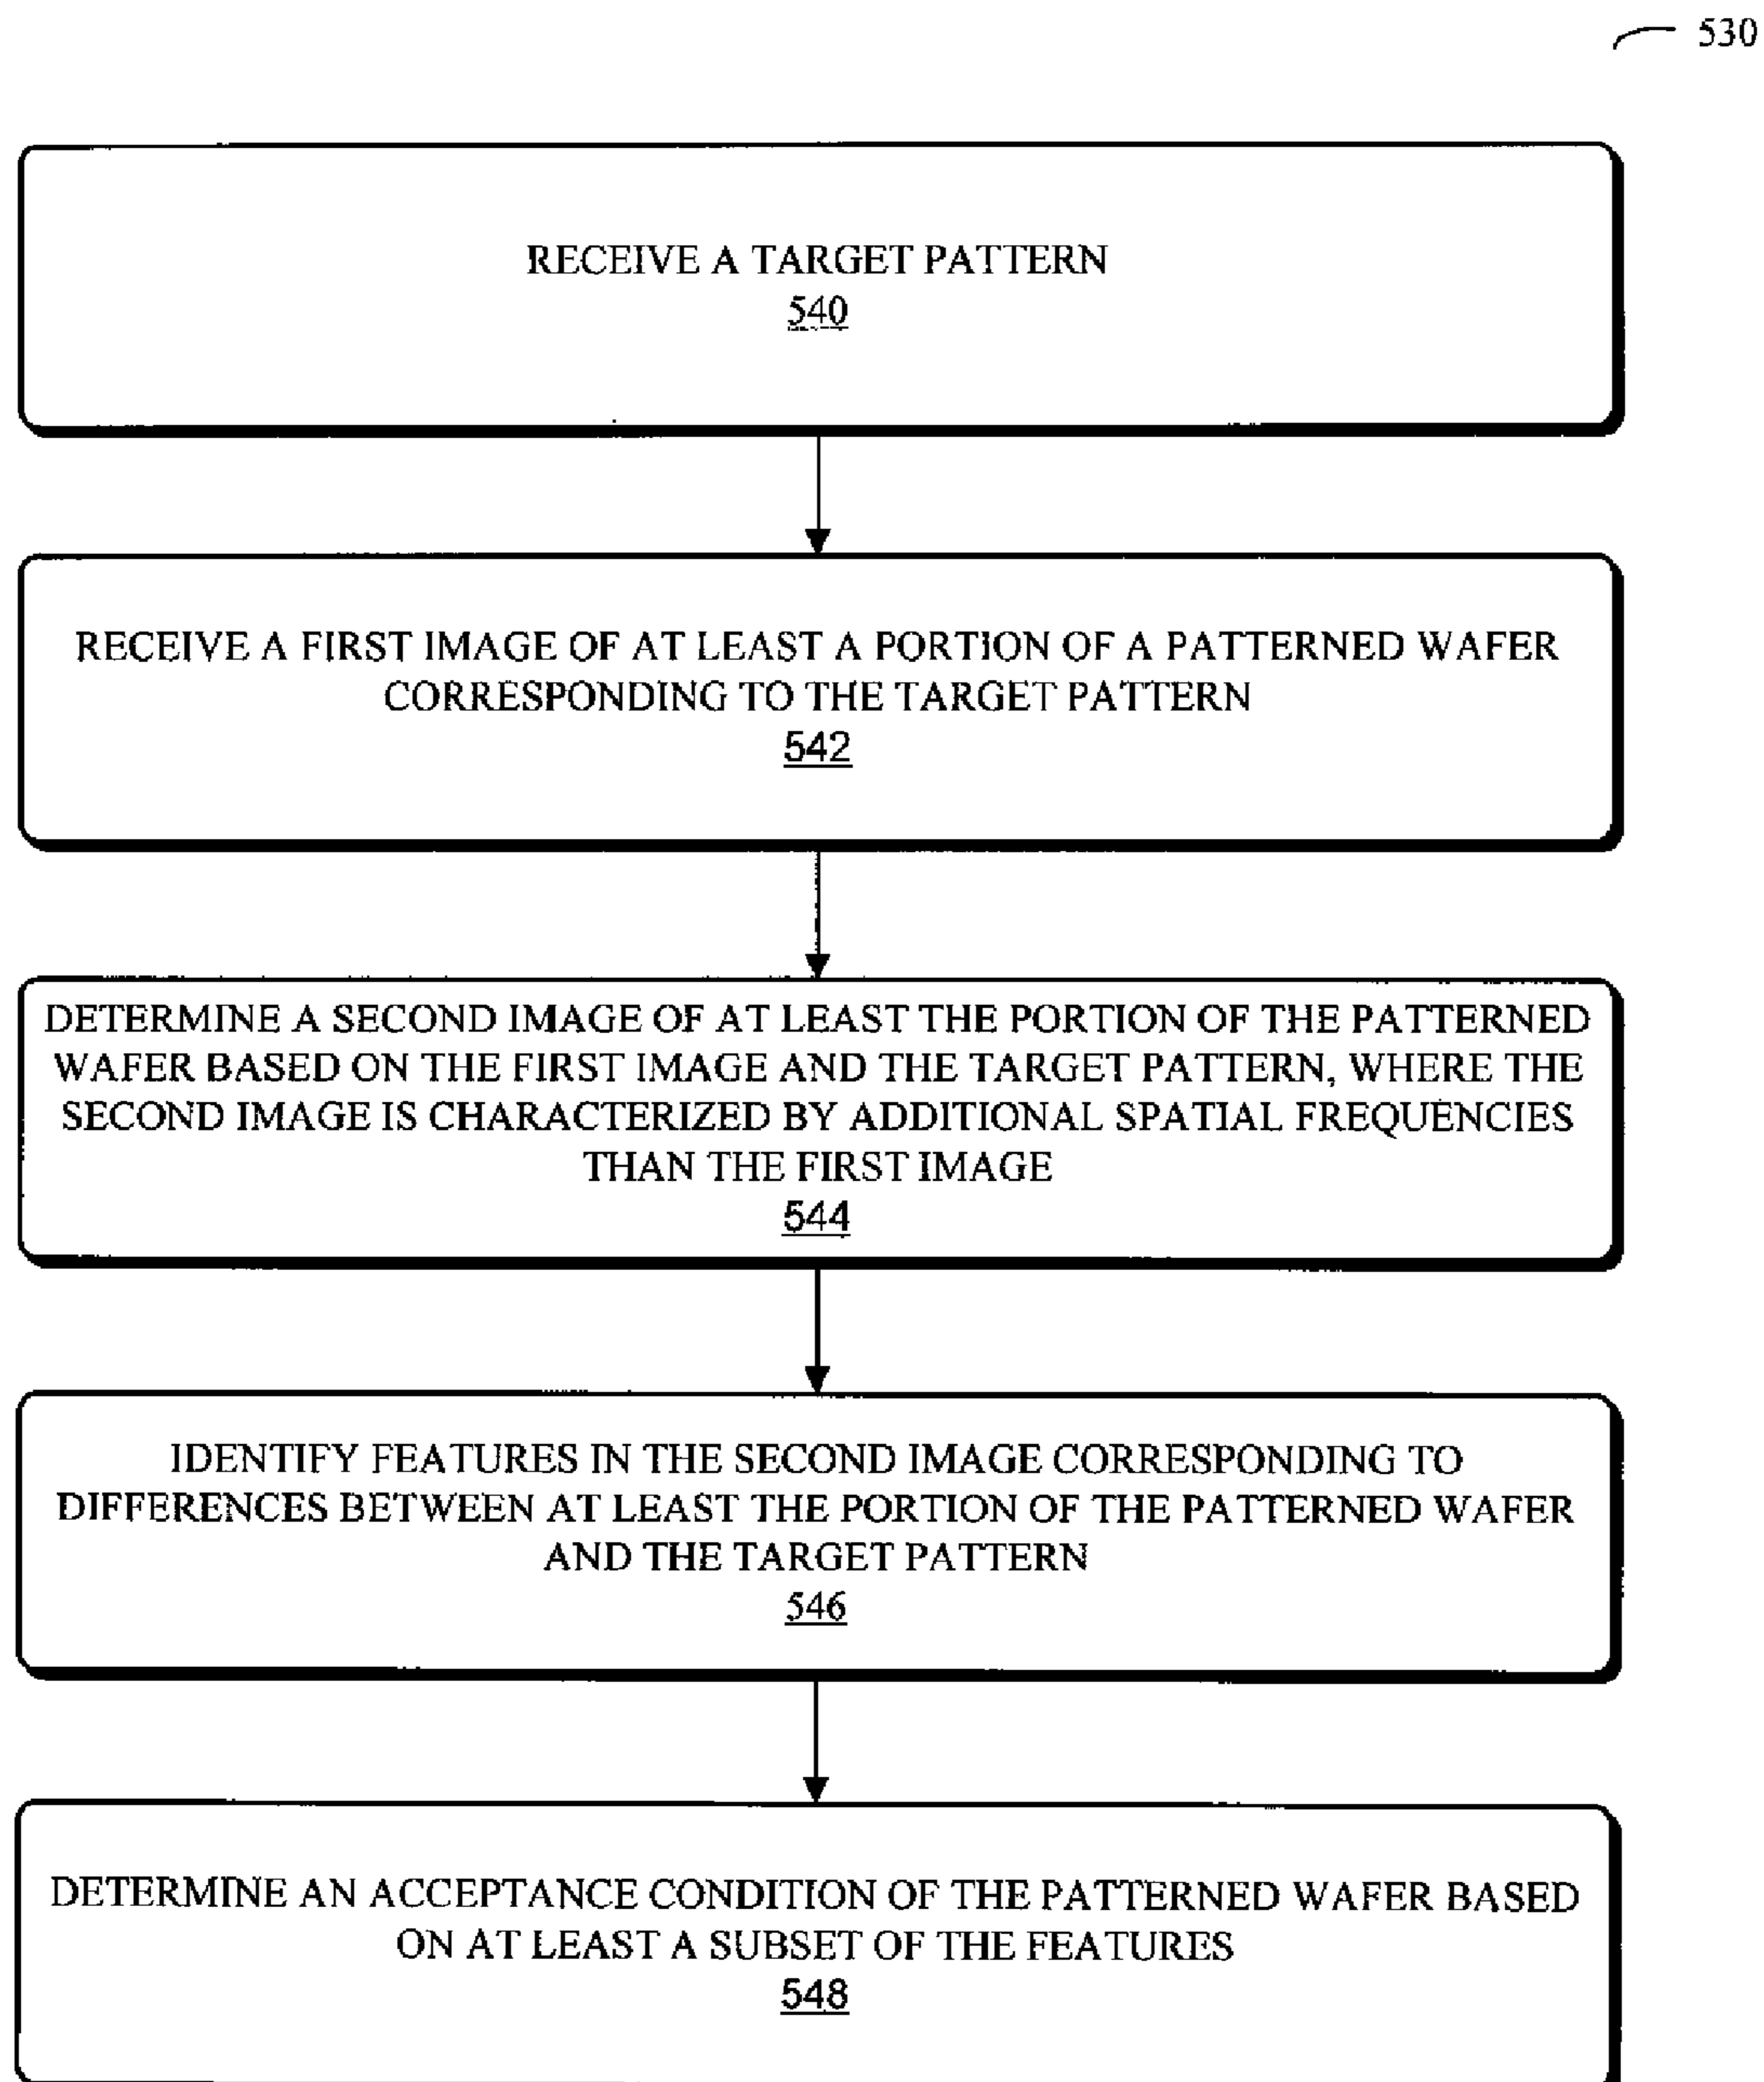 530
RECEIVE A TARGET PATTERN
540
RECEIVE A FIRST IMAGE OF AT LEAST A PORTION OF A PATTERNED WAFER
CORRESPONDING TO THE TARGET PATTERN
542
DETERMINE A SECOND IMAGE OF AT LEAST THE PORTION OF THE PATTERNED
WAFER BASED ON THE FIRST IMAGE AND THE TARGET PATTERN, WHERE THE
SECOND IMAGE IS CHARACTERIZED BY ADDITIONAL SPATIAL FREQUENCIES
THAN THE FIRST IMAGE
544
IDENTIFY FEATURES IN THE SECOND IMAGE CORRESPONDING TO
DIFFERENCES BETWEEN AT LEAST THE PORTION OF THE PATTERNED WAFER
AND THE TARGET PATTERN
546
DETERMINE AN ACCEPTANCE CONDITION OF THE PATTERNED WAFER BASED
ON AT LEAST A SUBSET OF THE FEATURES
548